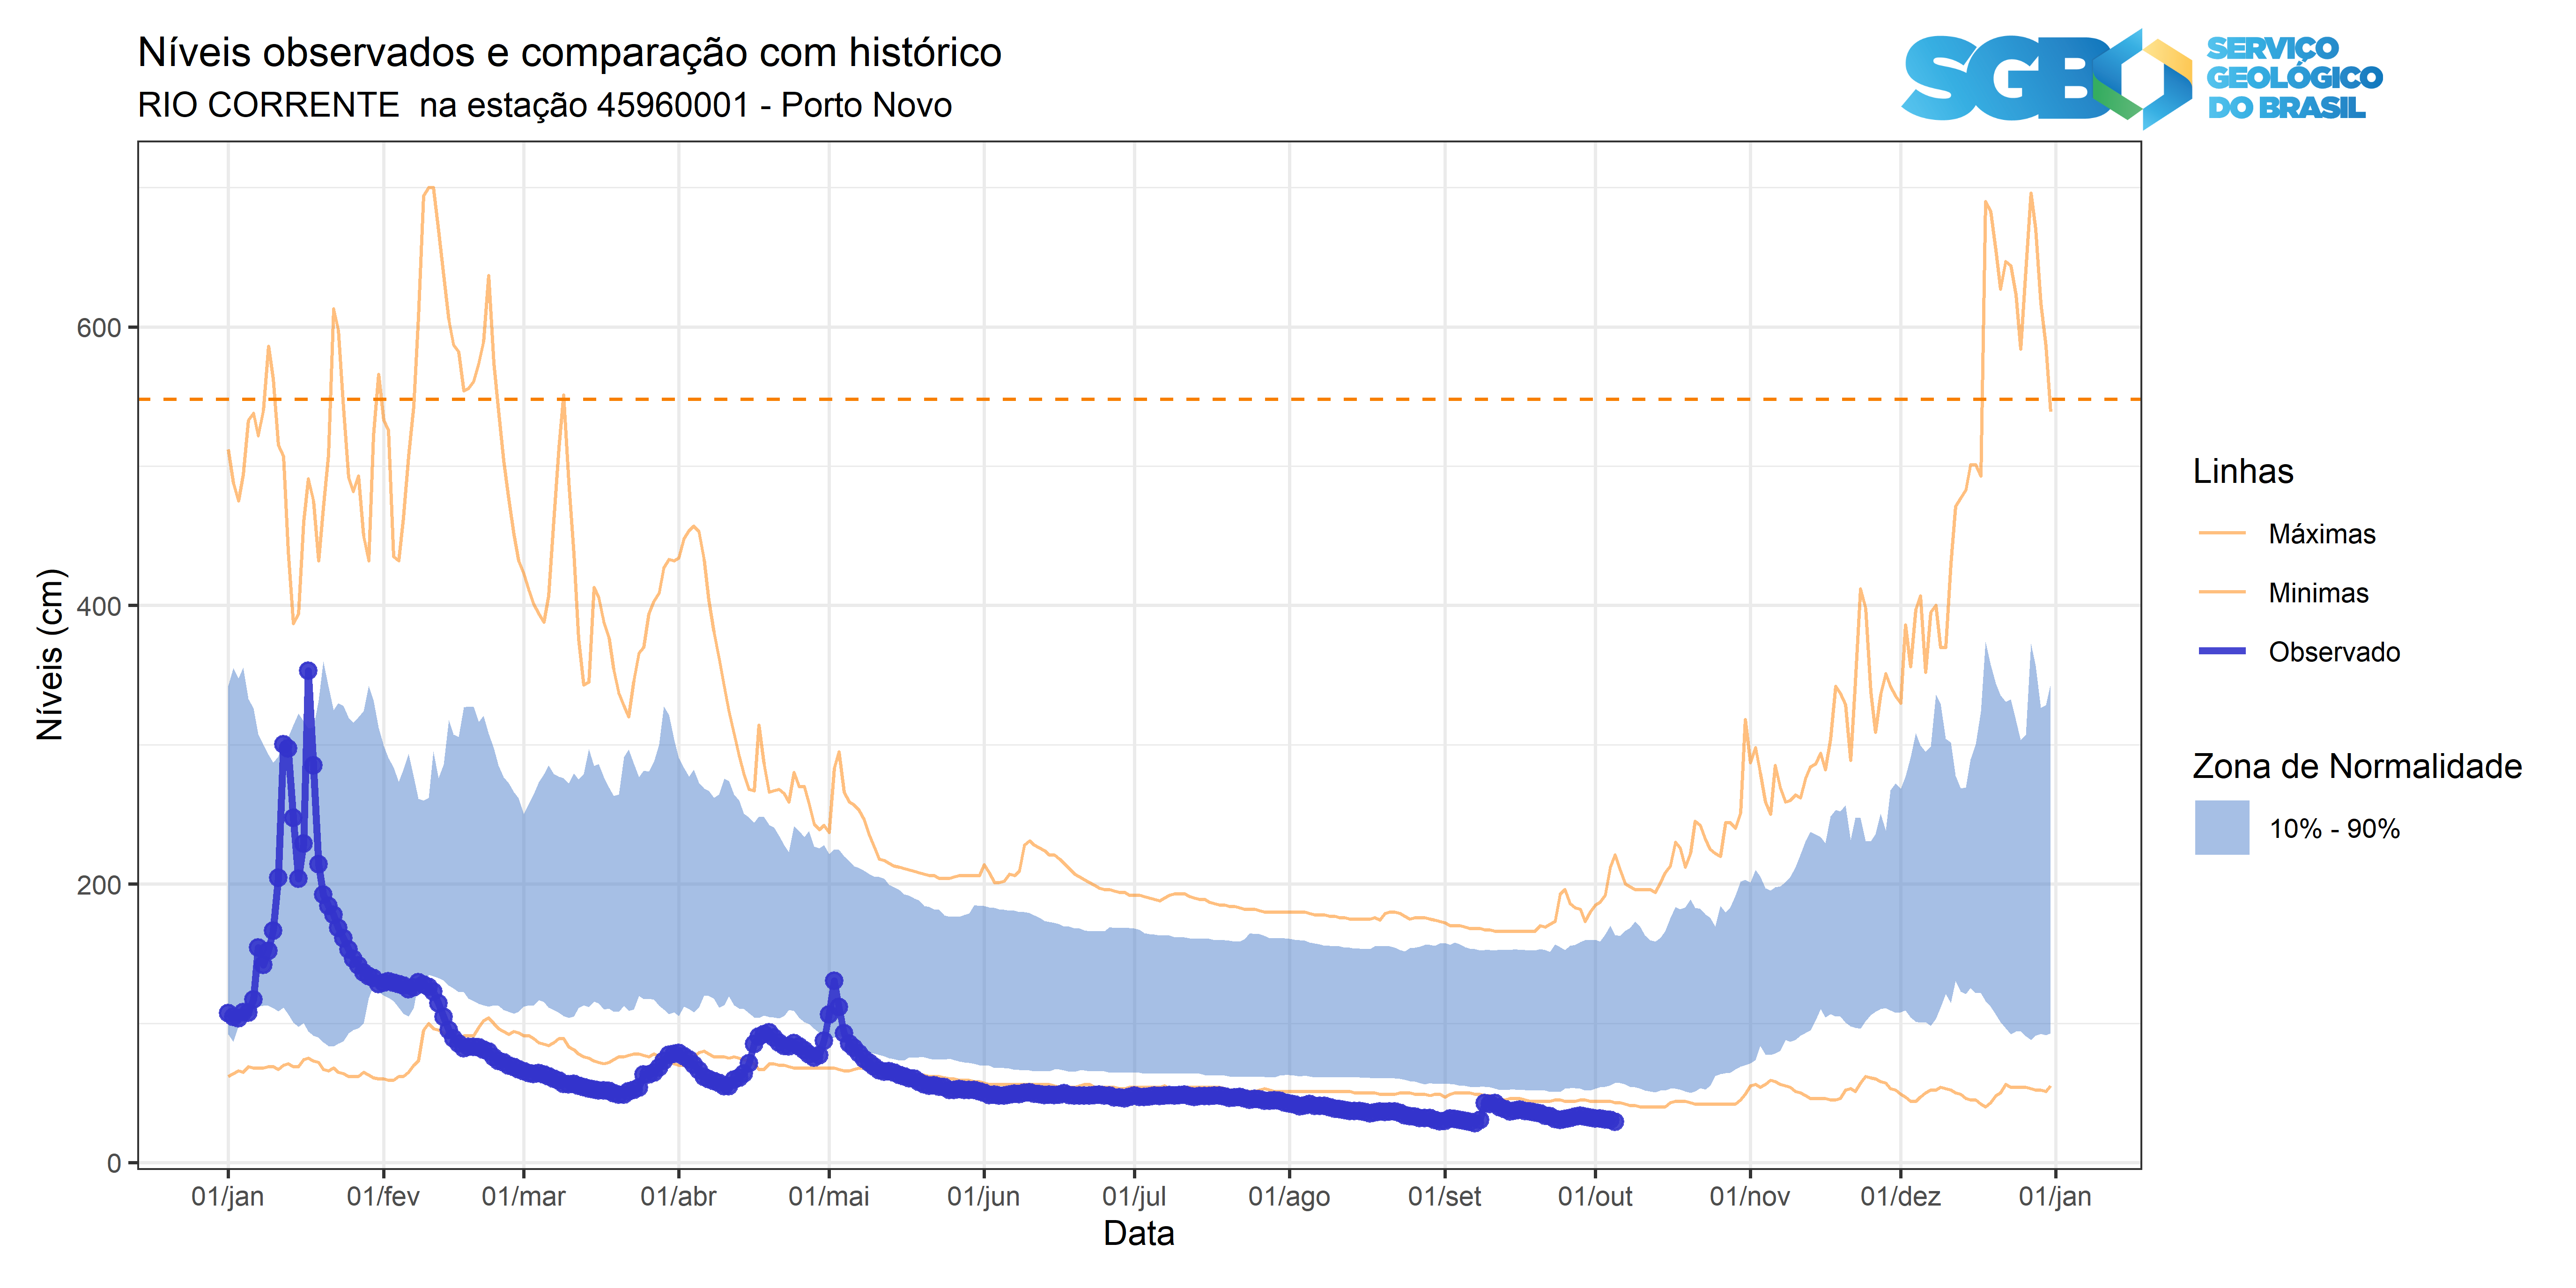 Níveis observados e comparação com histórico
RIO CORRENTE  na estação 45960001 - Porto Novo
SGB
SERVIÇO
GEOLÓGICO
DO BRASIL
Níveis (cm)
600
400
200
0
01/jan
01/fev
01/mar
01/abr
01/mai
01/jun
01/jul
01/ago
01/set
01/out
01/nov
01/dez
01/jan
Data
Linhas
Máximas
Minimas
Observado
Zona de Normalidade
10% - 90%